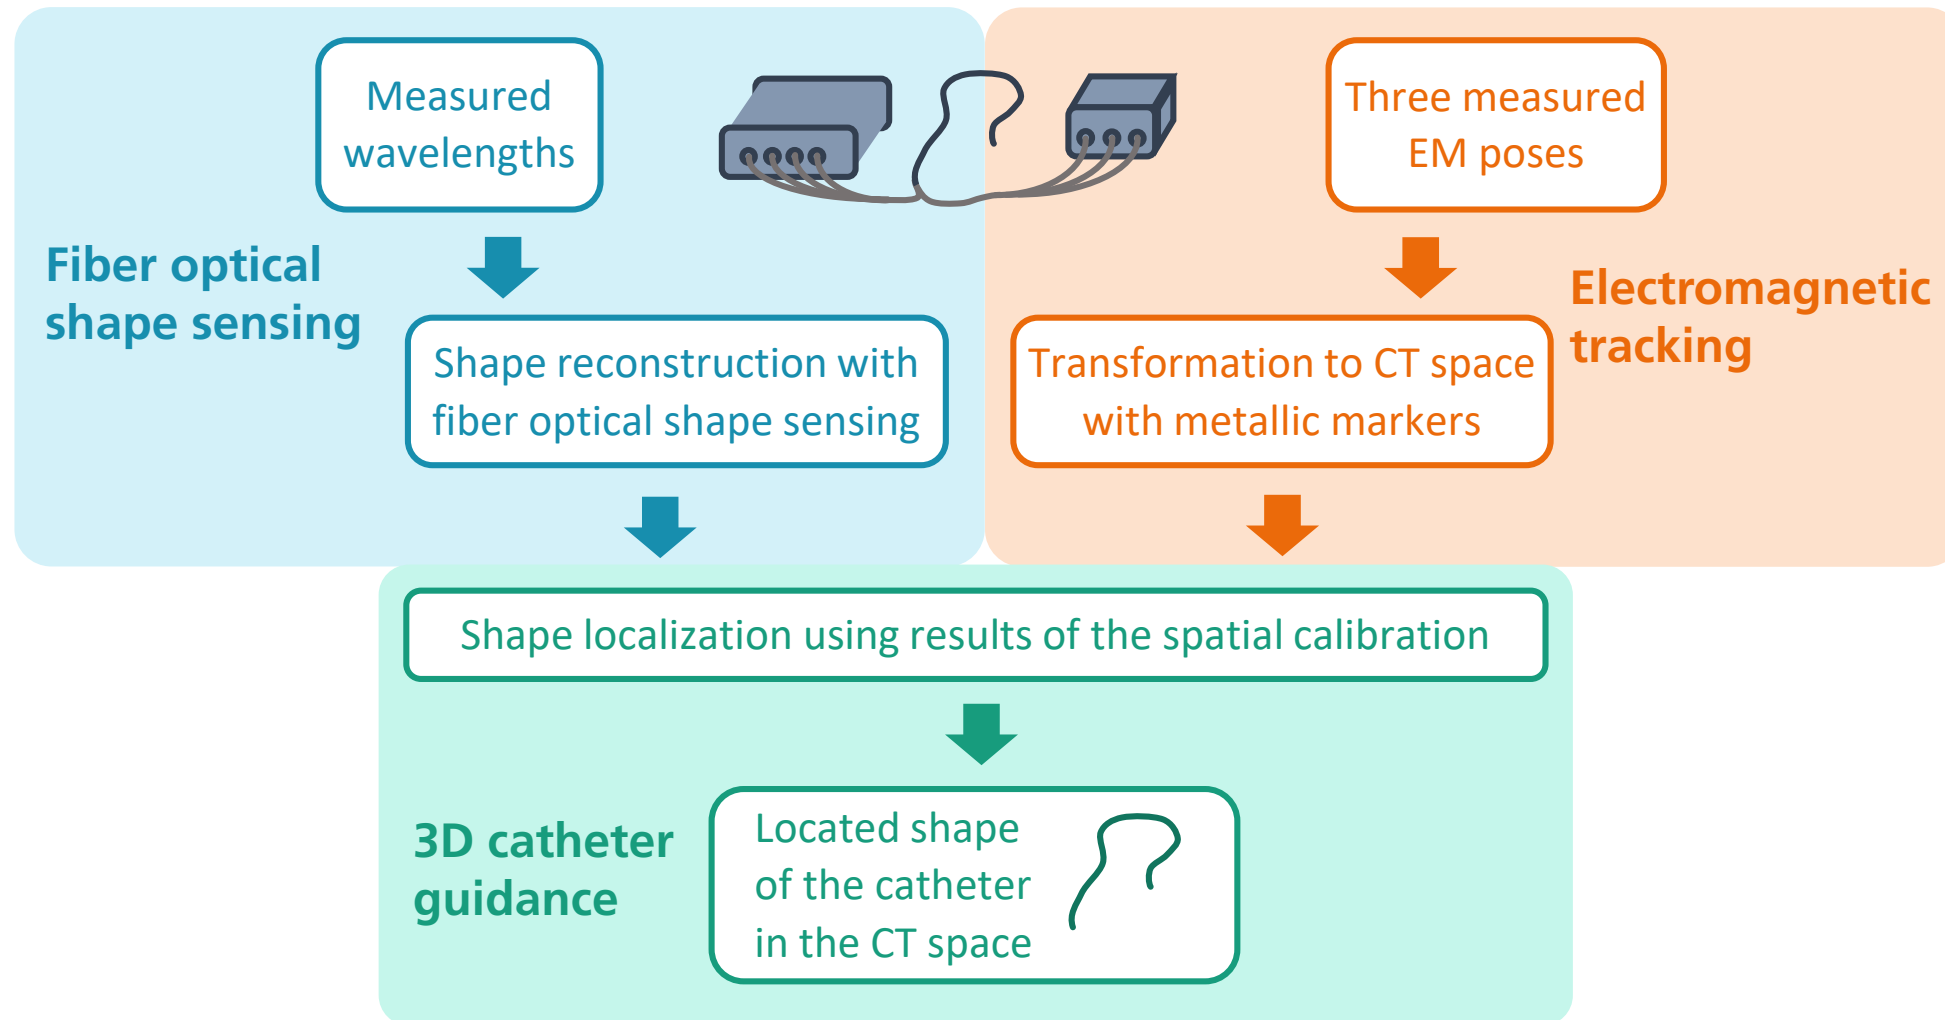 Measured
wavelengths
Three measured
EM poses
Fiber optical
shape sensing
Electromagnetic
tracking
Shape reconstruction with
fiber optical shape sensing
Transformation to CT space
with metallic markers
Shape localization using results of the spatial calibration
3D catheter
guidance
Located shape
of the catheter
in the CT space